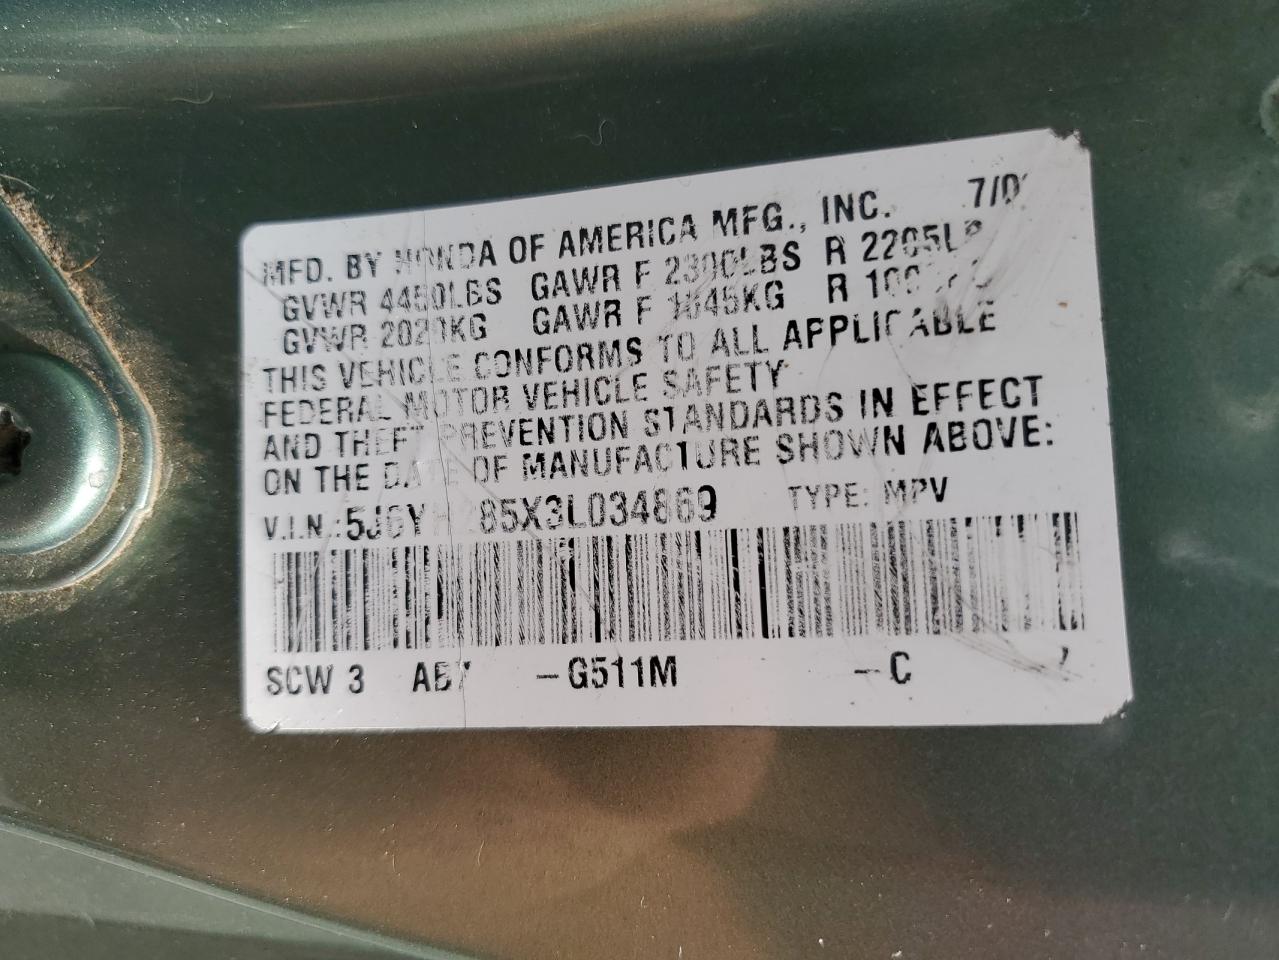 MFD. BY HONDA OF AMERICA MFG., INC.
GVWR 4450LBS GAWR F 2300LBS R 2205LB
GVWR 2020KG GAWR F 1045KG R
THIS VEHICLE CONFORMS TO ALL APPLICABLE
FEDERAL MOTOR VEHICLE SAFETY
AND THEFT PREVENTION STANDARDS IN EFFECT
ON THE DATE OF MANUFACTURE SHOWN ABOVE:
V.I.N.: TYPE: MPV
SCW 3 -G511M -C